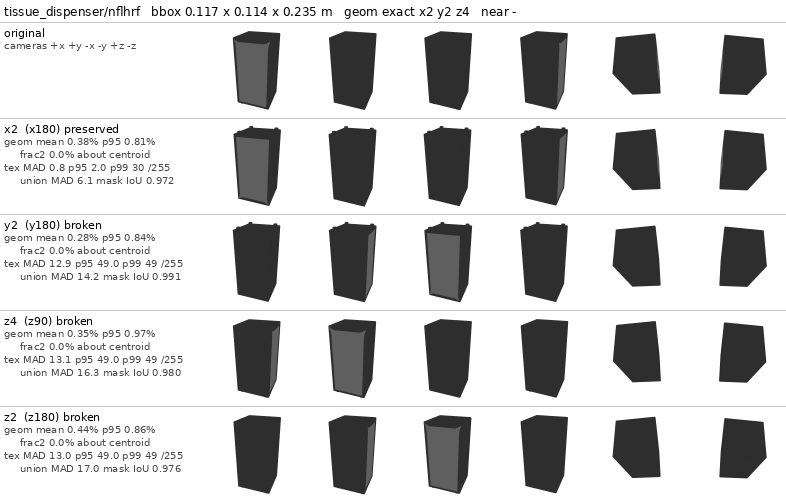 tissue_dispenser/nflhrf bbox 0.117 x 0.114 x 0.235 m geom exact x2 y2 z4 near -
original
cameras +x +y -x -y +z -z
x2 (x180) preserved
geom mean 0.38% p95 0.81%
frac2 0.0% about centroid
tex MAD 0.8 p95 2.0 p99 30 /255
union MAD 6.1 mask IoU 0.972
y2 (y180) broken
geom mean 0.28% p95 0.84%
frac2 0.0% about centroid
tex MAD 12.9 p95 49.0 p99 49 /255
union MAD 14.2 mask IoU 0.991
z4 (z90) broken
geom mean 0.35% p95 0.97%
frac2 0.0% about centroid
tex MAD 13.1 p95 49.0 p99 49 /255
union MAD 16.3 mask IoU 0.980
z2 (z180) broken
geom mean 0.44% p95 0.86%
frac2 0.0% about centroid
tex MAD 13.0 p95 49.0 p99 49 /255
union MAD 17.0 mask IoU 0.976